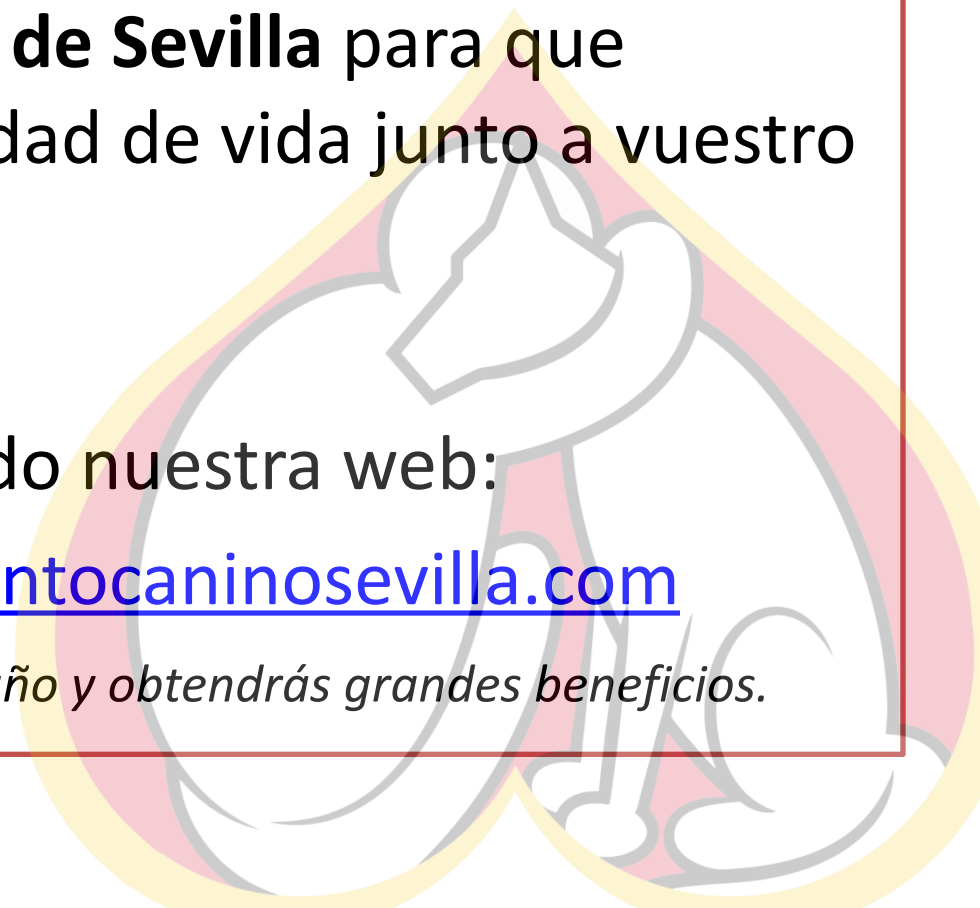 de Sevilla para que
dad de vida junto a vuestro
do nuestra web:
ntocaninosevilla.com
ño y obtendrás grandes beneficios.